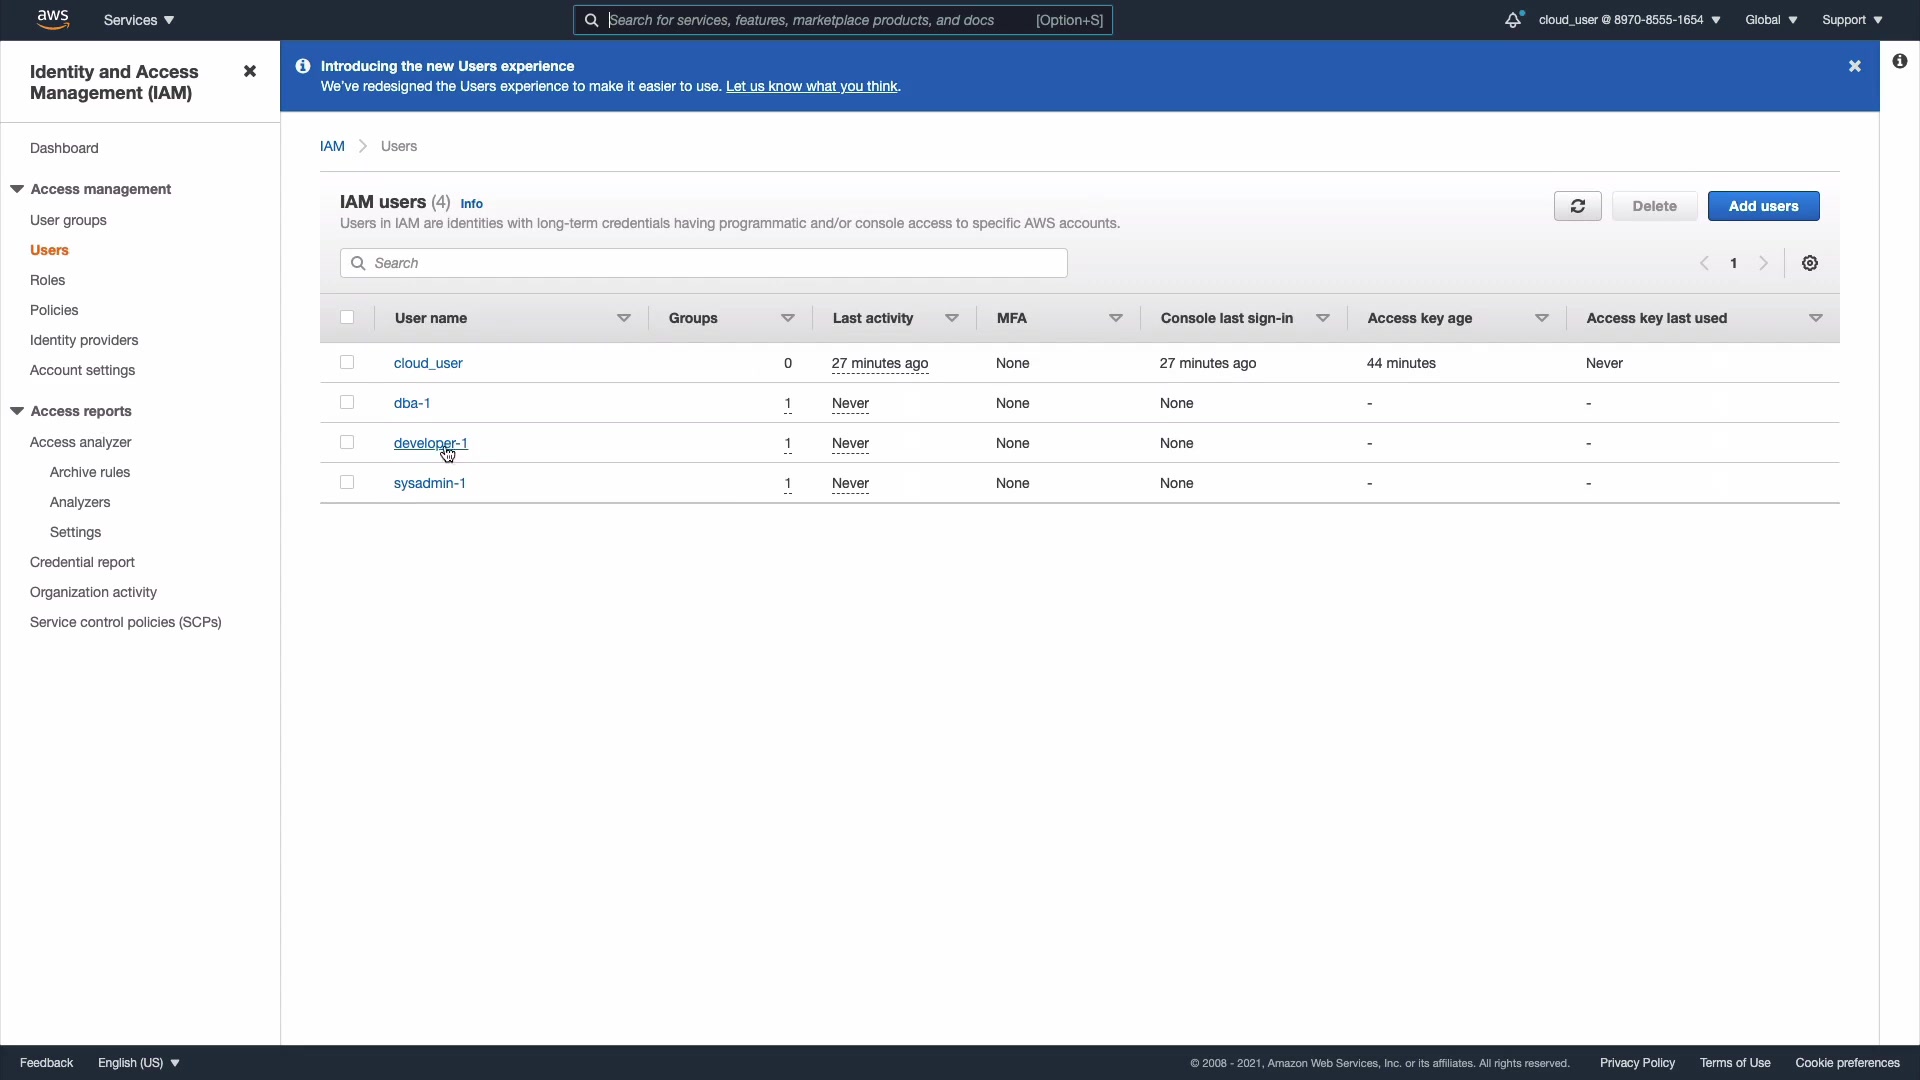 aws
Services
Search for services, features, marketplace products, and docs
[Option+S]
cloud_user @ 8970-8555-1654
Global
Support
Identity and Access
Management (IAM)
Dashboard
Access management
User groups
Users
Roles
Policies
Identity providers
Account settings
Access reports
Access analyzer
Archive rules
Analyzers
Settings
Credential report
Organization activity
Service control policies (SCPs)
Introducing the new Users experience
We've redesigned the Users experience to make it easier to use. Let us know what you think.
IAM > Users
IAM users (4) Info
Users in IAM are identities with long-term credentials having programmatic and/or console access to specific AWS accounts.
Delete
Add users
Search
1
User name Groups Last activity MFA Console last sign-in Access key age Access key last used
cloud_user 0 27 minutes ago None 27 minutes ago 44 minutes Never
dba-1 1 Never None None - -
developer-1 1 Never None None - -
sysadmin-1 1 Never None None - -
Feedback
English (US)
© 2008 - 2021, Amazon Web Services, Inc. or its affiliates. All rights reserved.
Privacy Policy
Terms of Use
Cookie preferences